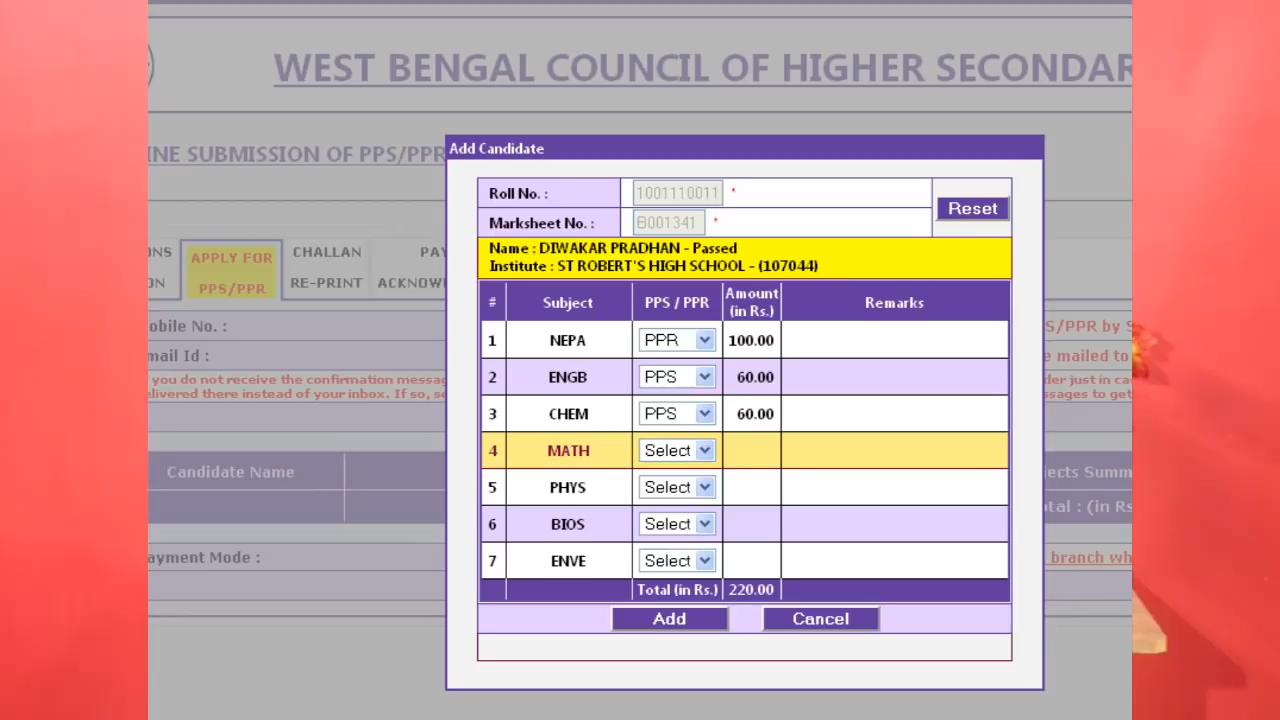 WEST BENGAL COUNCIL OF HIGHER SECONDAR
INE SUBMISSION OF PPS/PPR
ONS
ON
APPLY FOR
PPS/PPR
CHALLAN
RE-PRINT
PAY
ACKNOWL
obile No. :
mail Id :
you do not receive the confirmation messag
elivered there instead of your inbox. If so, s
S/PPR by S
e mailed to
der just in ca
ssages to get
Candidate Name
jects Summ
otal : (in Rs
ayment Mode :
branch wh
Add Candidate
Roll No. : 1001110011 *
Marksheet No. : B001341 *
Reset
Name : DIWAKAR PRADHAN - Passed
Institute : ST ROBERT'S HIGH SCHOOL - (107044)
# Subject PPS / PPR Amount (in Rs.) Remarks
1 NEPA PPR 100.00
2 ENGB PPS 60.00
3 CHEM PPS 60.00
4 MATH Select
5 PHYS Select
6 BIOS Select
7 ENVE Select
Total (in Rs.) 220.00
Add Cancel